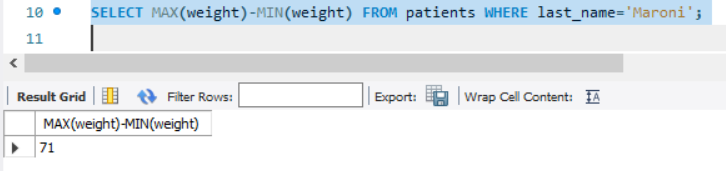 10 SELECT MAX(weight)-MIN(weight) FROM patients WHERE last_name='Maroni';
11
Result Grid Filter Rows: Export: Wrap Cell Content: IA
MAX(weight)-MIN(weight)
71